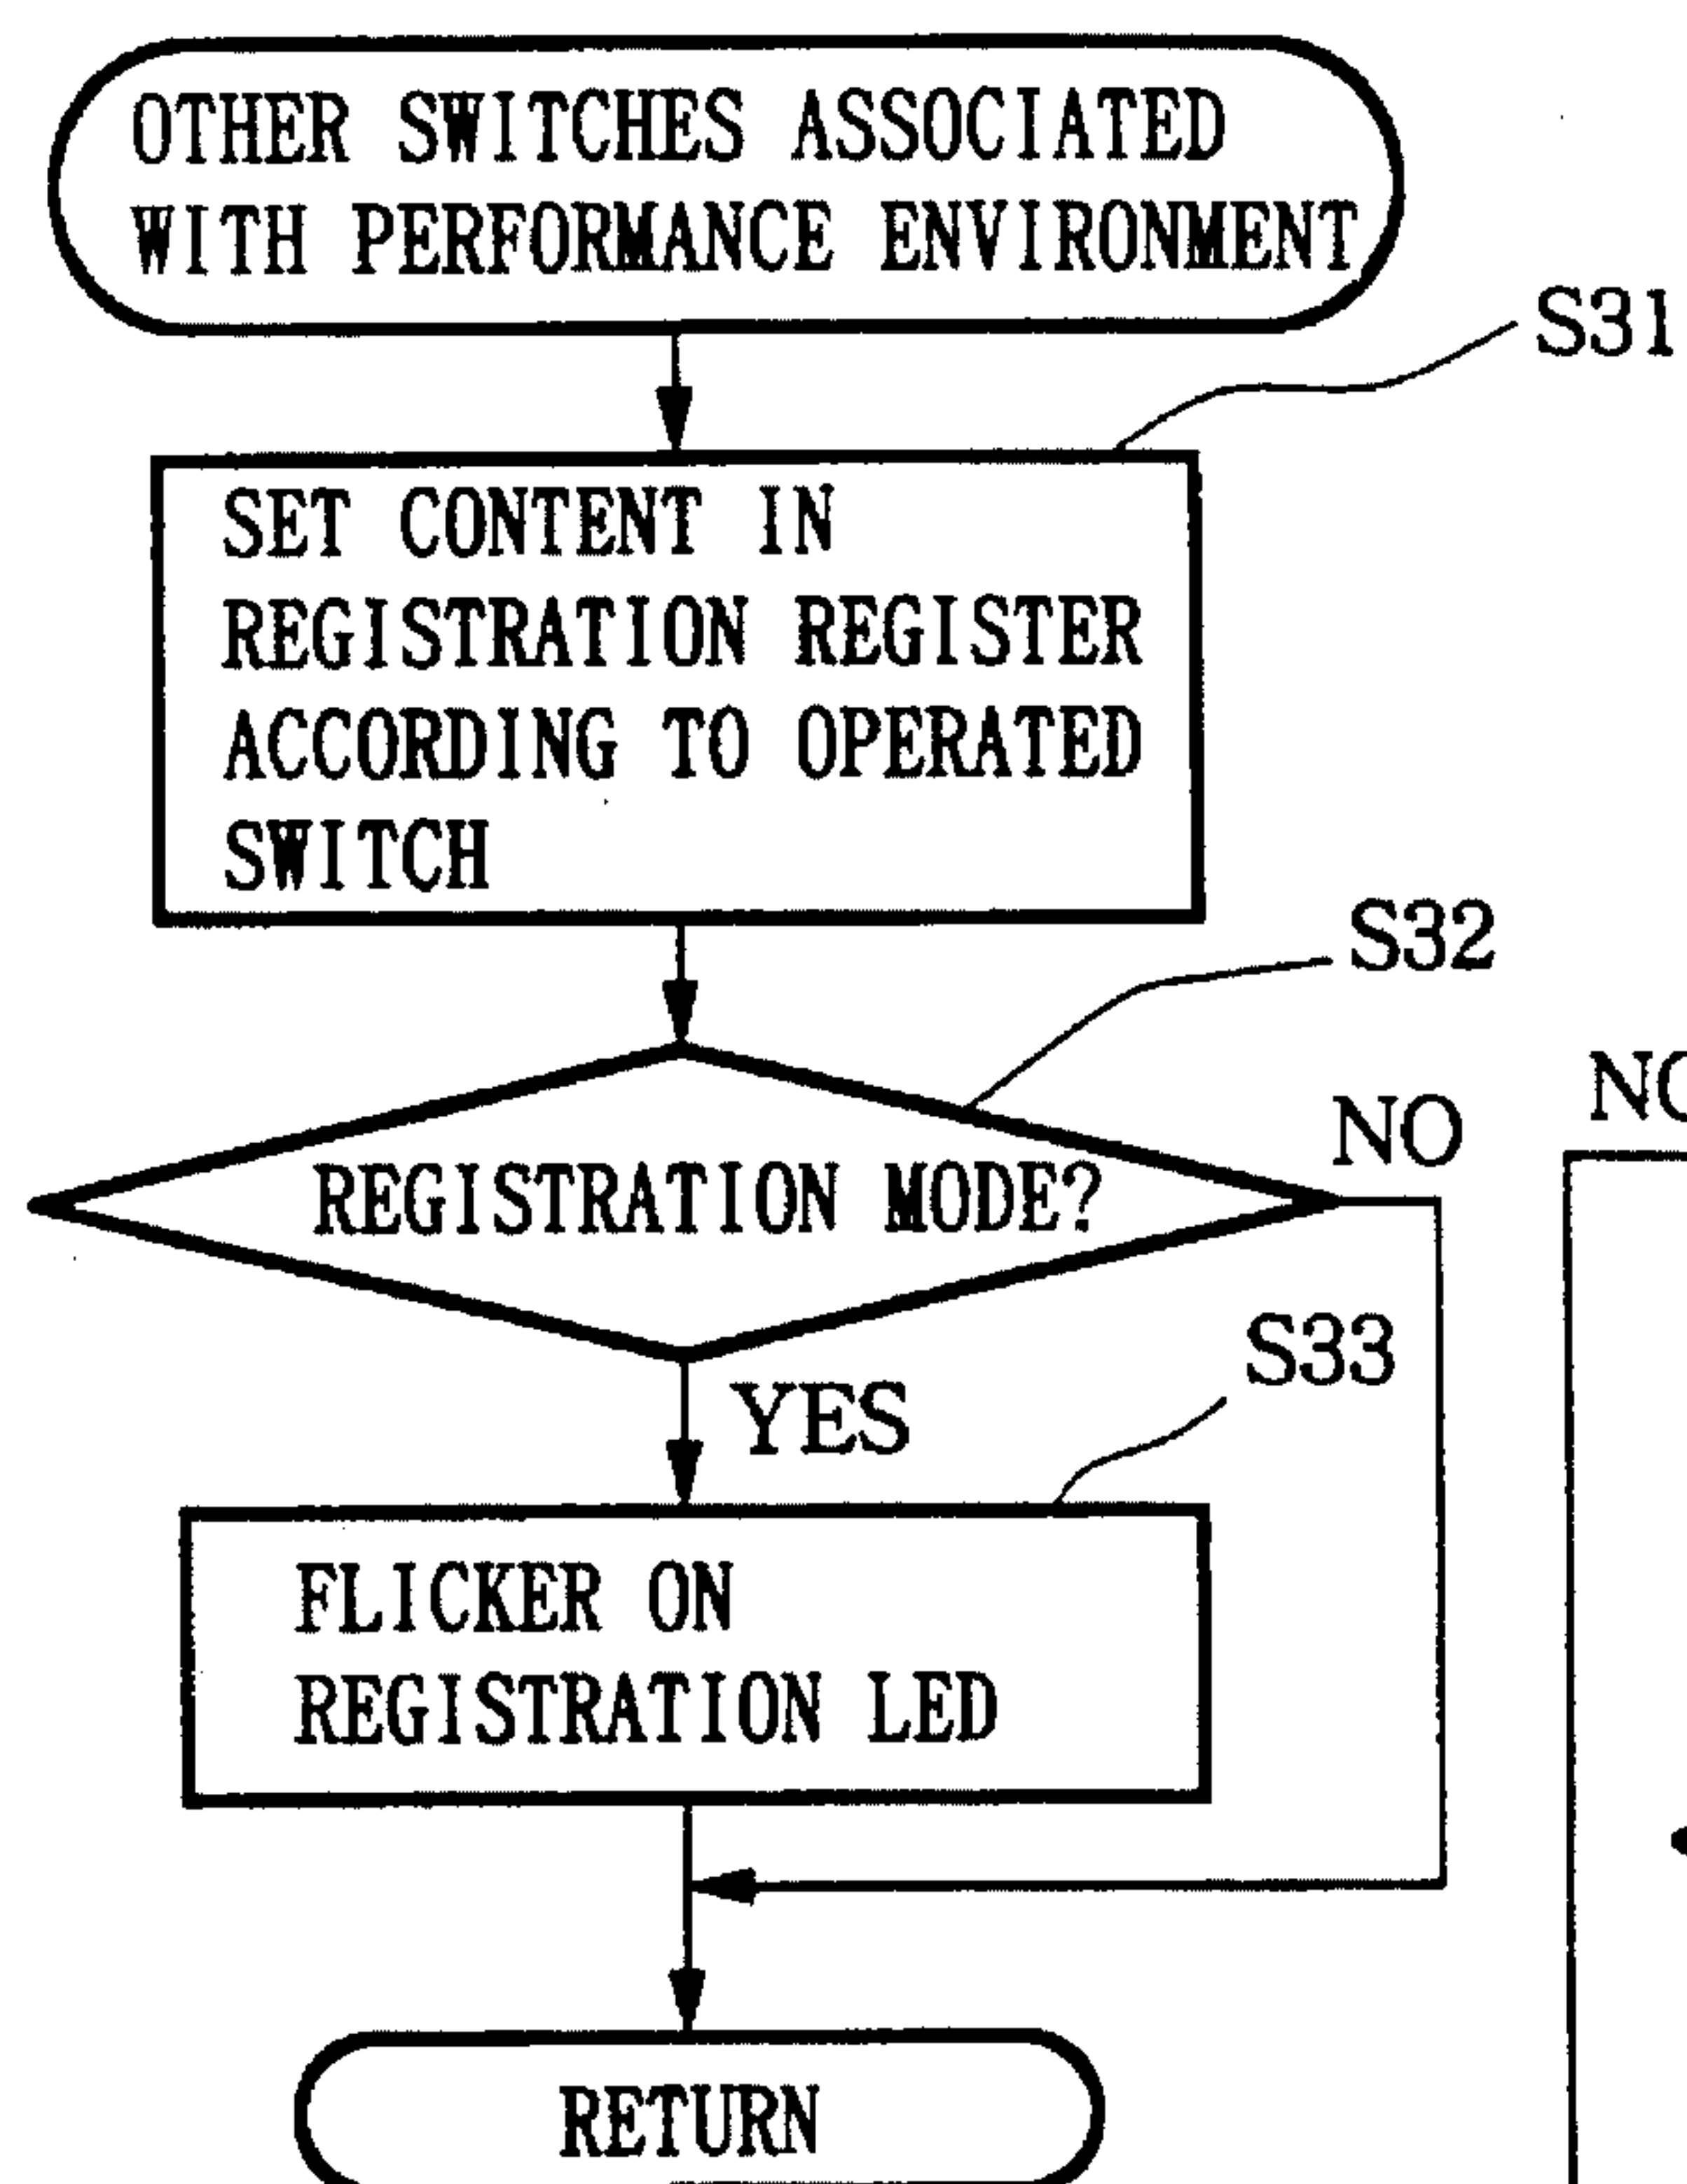 OTHER SWITCHES ASSOCIATED
WITH PERFORMANCE ENVIRONMENT
S31
SET CONTENT IN
REGISTRATION REGISTER
ACCORDING TO OPERATED
SWITCH
S32
NO
REGISTRATION MODE?
S33
YES
FLICKER ON
REGISTRATION LED
RETURN